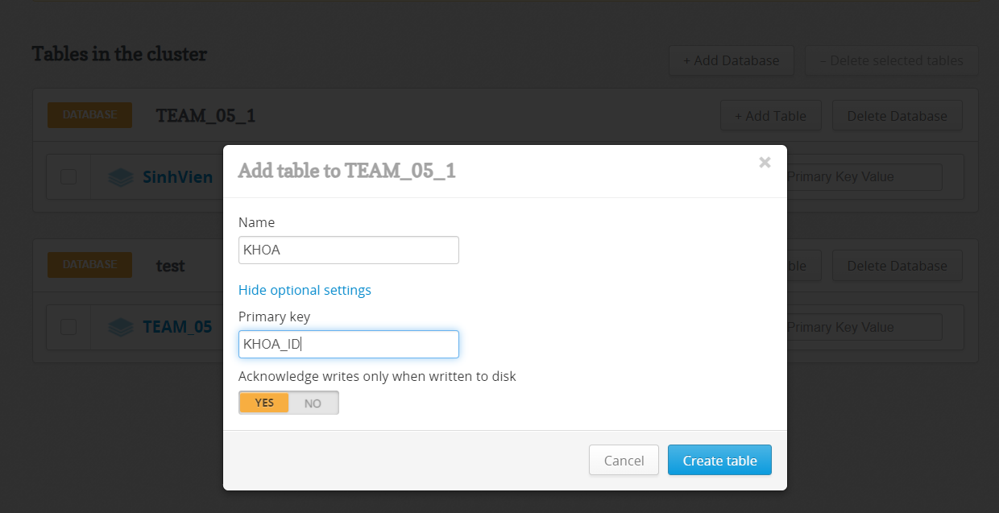 Tables in the cluster
+ Add Database
- Delete selected tables
DATABASE
TEAM_05_1
+ Add Table
Delete Database
SinhVien
Primary Key Value
Add table to TEAM_05_1
×
Name
KHOA
Hide optional settings
Primary key
KHOA_ID
Acknowledge writes only when written to disk
YES
NO
Cancel
Create table
DATABASE
test
ble
Delete Database
TEAM_05
Primary Key Value